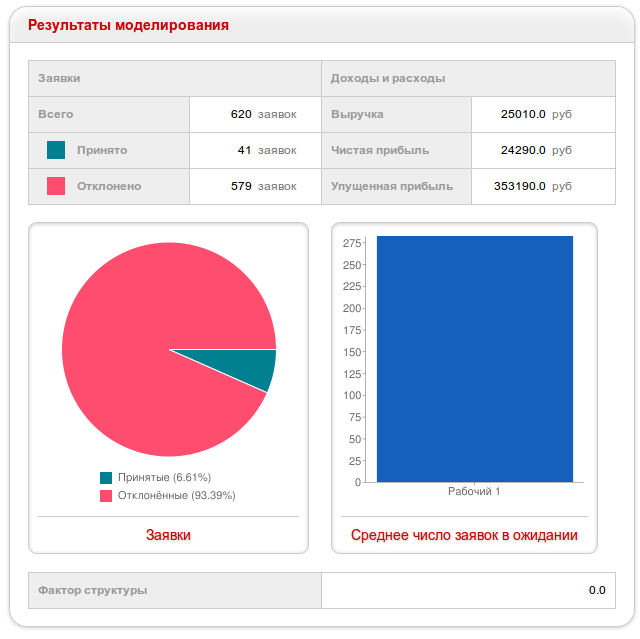 Результаты моделирования
Заявки Доходы и расходы
Всего 620 заявок Выручка 25010.0 руб
Принято 41 заявок Чистая прибыль 24290.0 руб
Отклонено 579 заявок Упущенная прибыль 353190.0 руб
275
250
225
200
175
150
125
100
75
50
25
0
Рабочий 1
Принятые (6.61%)
Отклонённые (93.39%)
Заявки
Среднее число заявок в ожидании
Фактор структуры 0.0